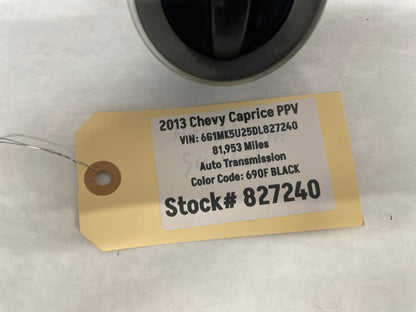 2013 Chevy Caprice PPV
VIN: 6G1MK5U25DL827240
81,953 Miles
Auto Transmission
Color Code: 690F BLACK
Stock# 827240